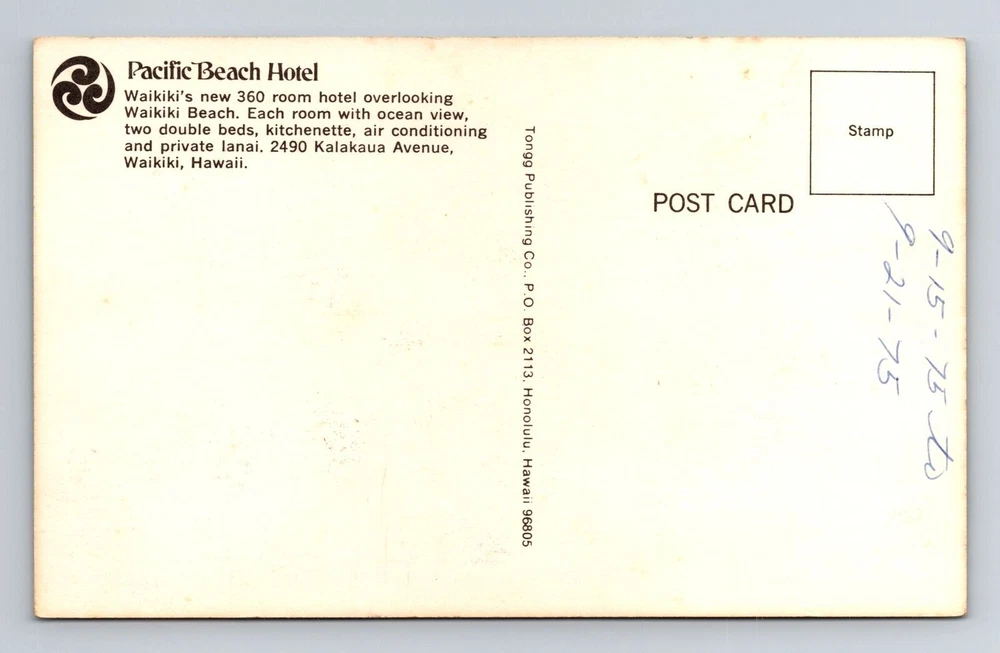 Pacific Beach Hotel
Waikiki's new 360 room hotel overlooking
Waikiki Beach. Each room with ocean view,
two double beds, kitchenette, air conditioning
and private lanai. 2490 Kalakaua Avenue,
Waikiki, Hawaii.
Tongg Publishing Co., P.O. Box 2113, Honolulu, Hawaii 96805
POST CARD
Stamp
9-15-75 to
9-21-75